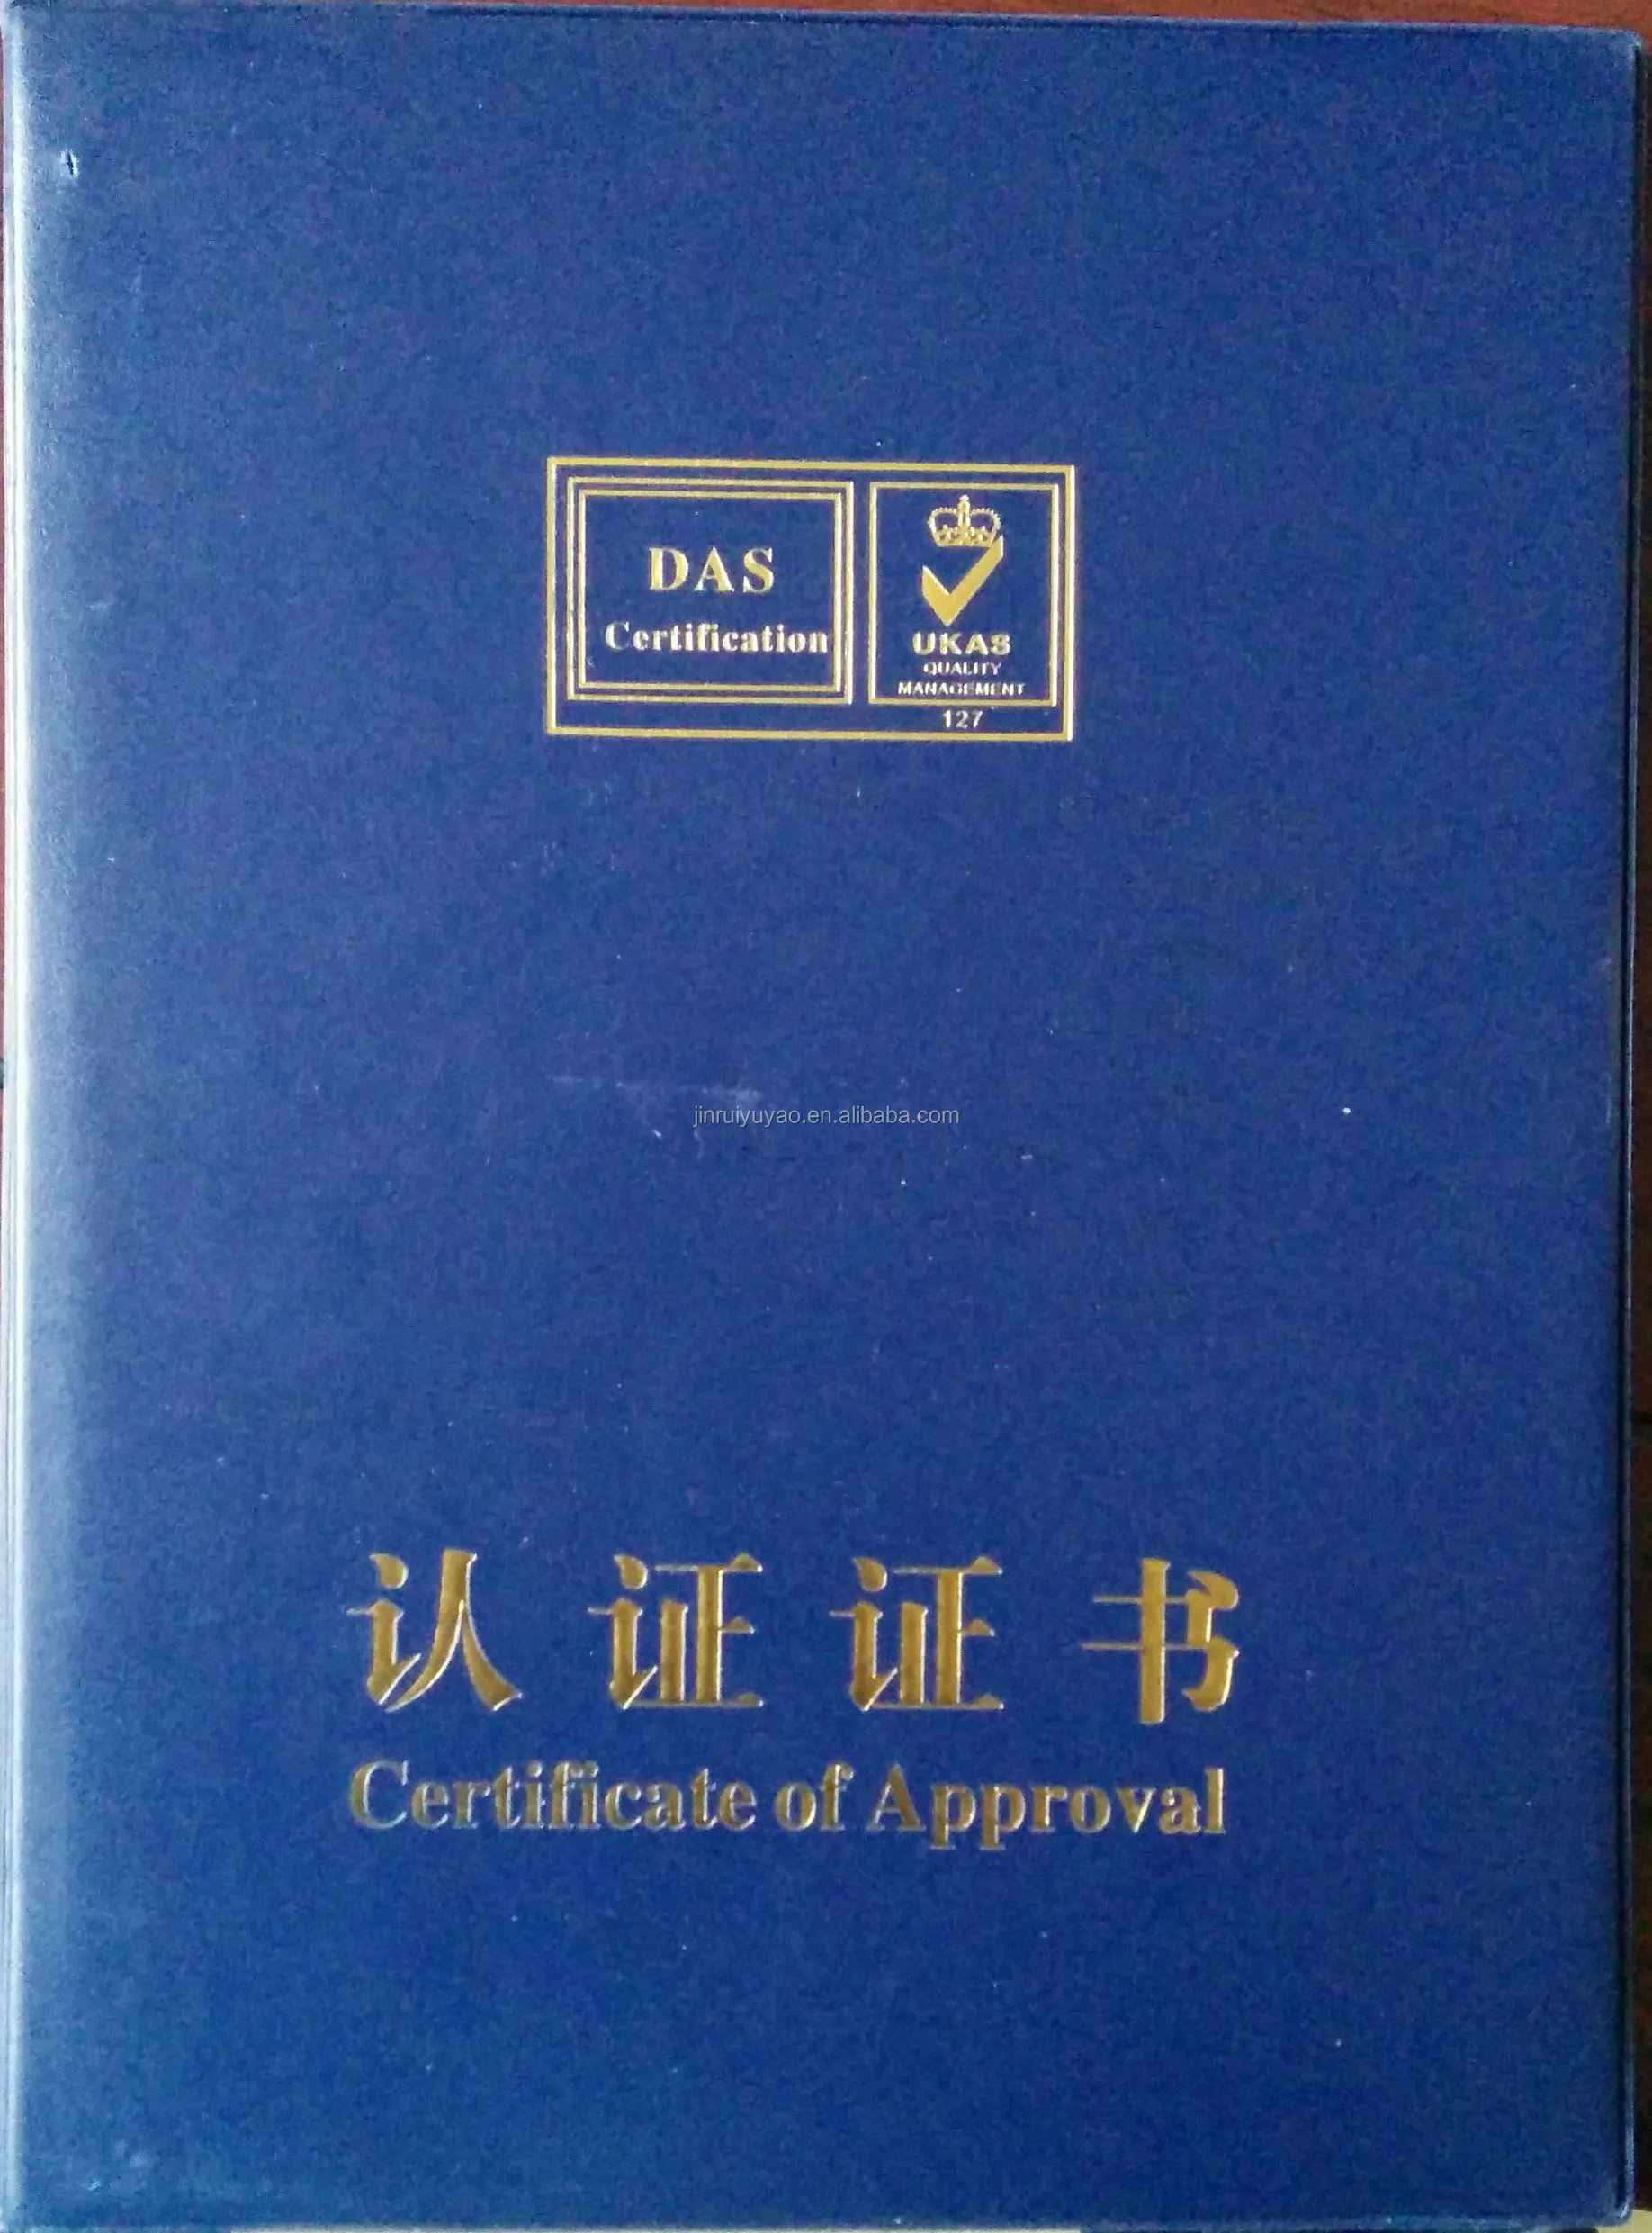 DAS
Certification
UKAS
QUALITY
MANAGEMENT
127
jinruiyuyao.en.alibaba.com
认证证书
Certificate of Approval